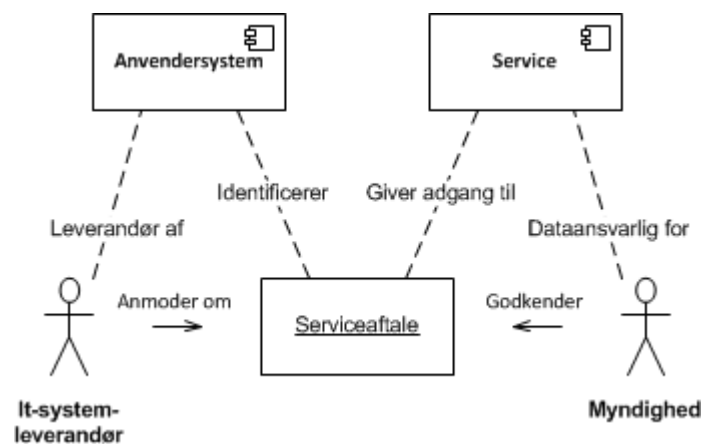 Anvendersystem
Service
Identificerer
Giver adgang til
Leverandør af
Dataansvarlig for
Anmoder om
Godkender
Serviceaftale
It-system-
leverandør
Myndighed